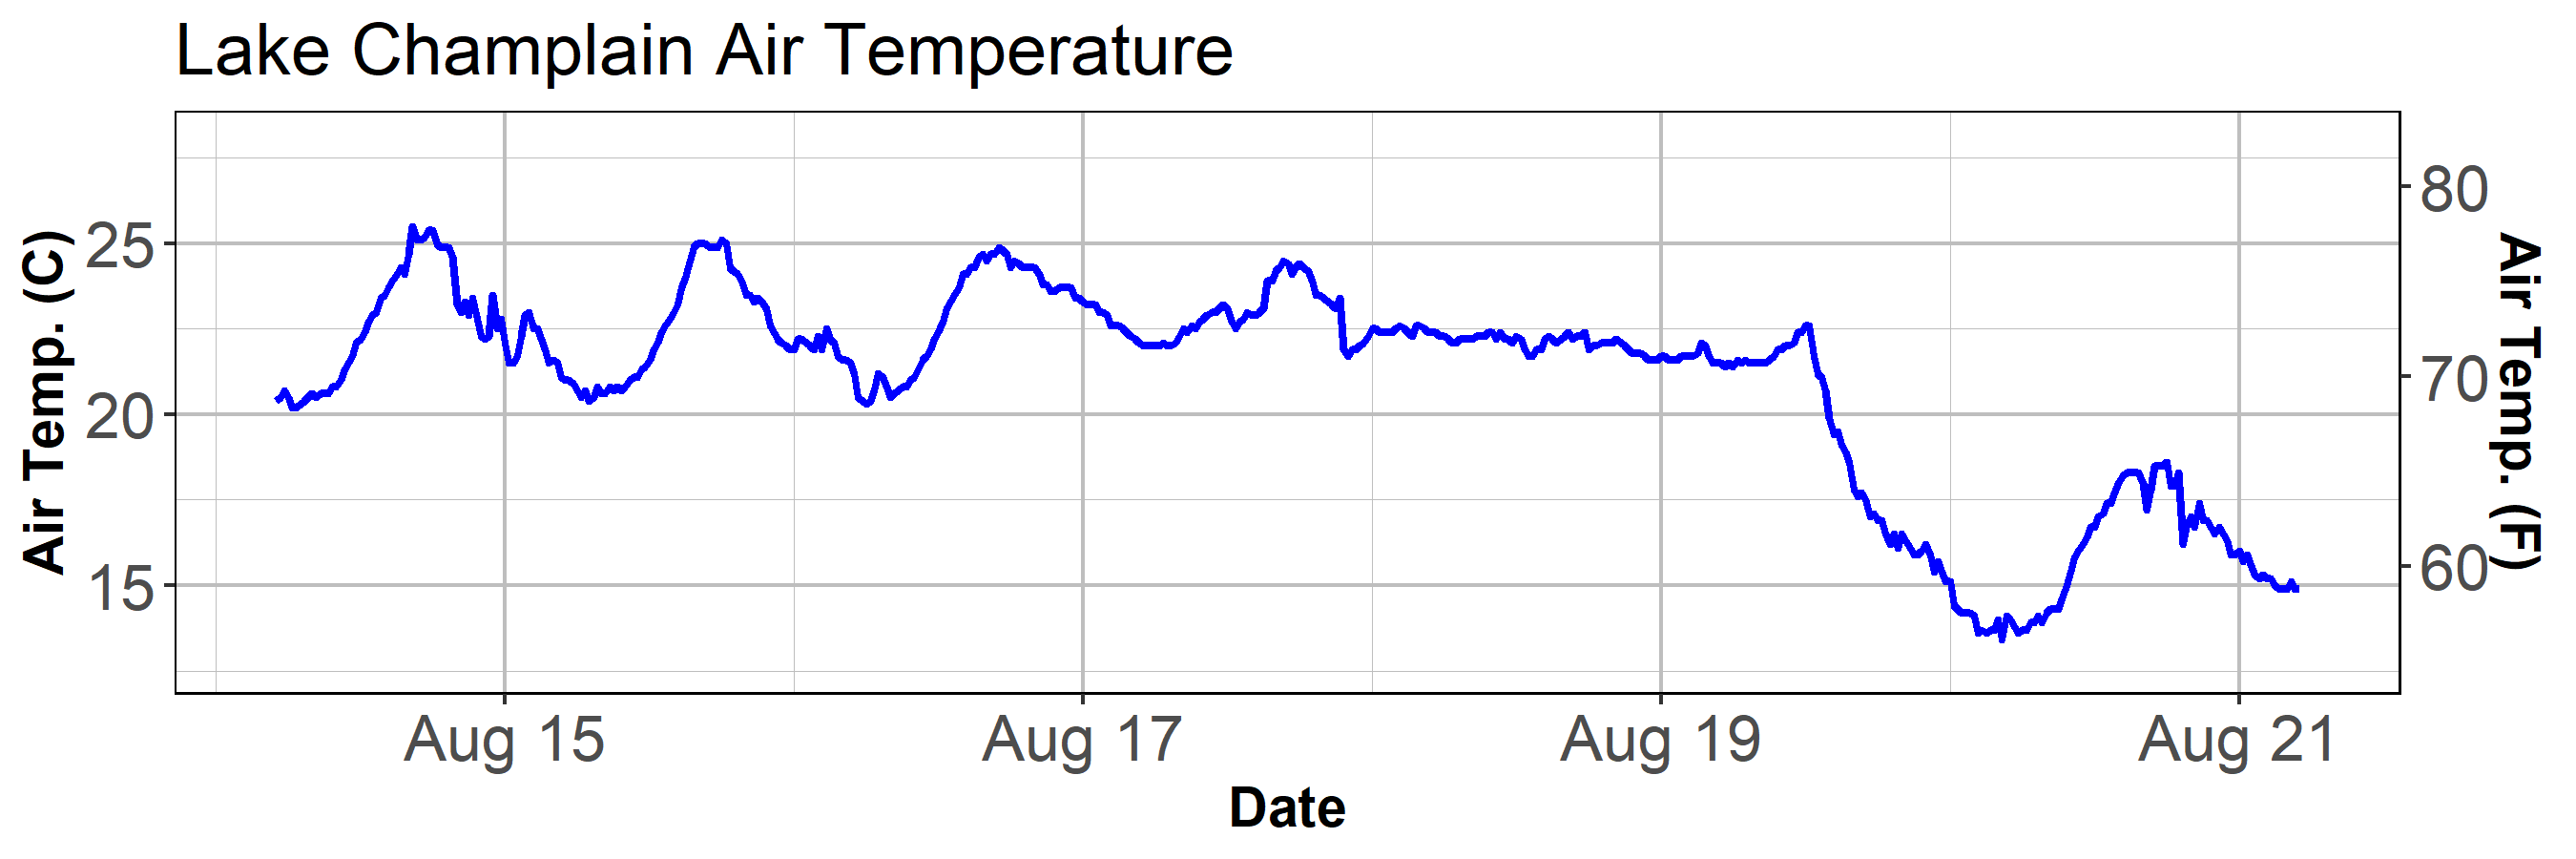 Lake Champlain Air Temperature
Air Temp. (C)
25
20
15
80
70
60
Air Temp. (F)
Aug 15
Aug 17
Aug 19
Aug 21
Date